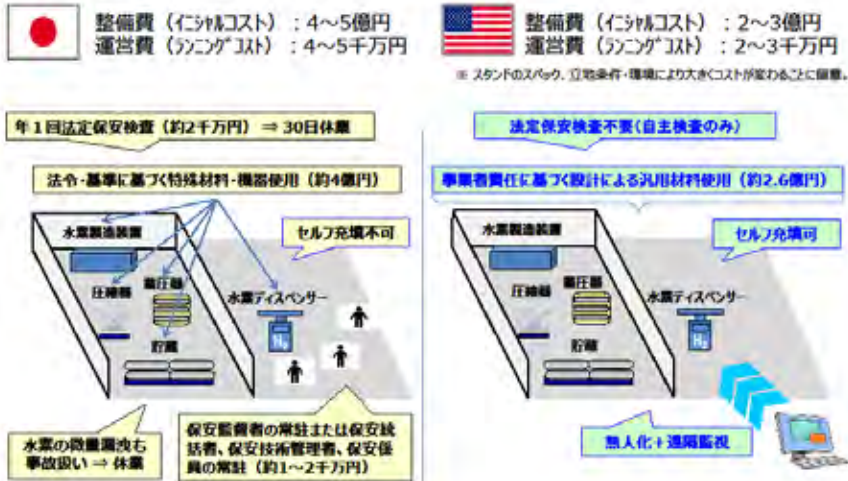 整備費（ｲﾆｼｬﾙｺｽﾄ）：4～5億円
運営費（ﾗﾝﾆﾝｸﾞｺｽﾄ）：4～5千万円
整備費（ｲﾆｼｬﾙｺｽﾄ）：2～3億円
運営費（ﾗﾝﾆﾝｸﾞｺｽﾄ）：2～3千万円
※ スタンドのスペック、立地条件・環境により大きくコストが変わることに留意。
年１回法定保安検査（約2千万円）⇒ 30日休業
法令・基準に基づく特殊材料・機器使用（約4億円）
水素製造装置
セルフ充填不可
圧縮器
蓄圧器
水素ディスペンサー
H₂
貯蔵
水素の微量漏洩も
事故扱い ⇒ 休業
保安監督者の常駐または保安統
括者、保安技術管理者、保安係
員の常駐（約1～2千万円）
法定保安検査不要（自主検査のみ）
事業者責任に基づく設計による汎用材料使用（約2.6億円）
水素製造装置
セルフ充填可
圧縮器
蓄圧器
水素ディスペンサー
H₂
貯蔵
無人化＋遠隔監視